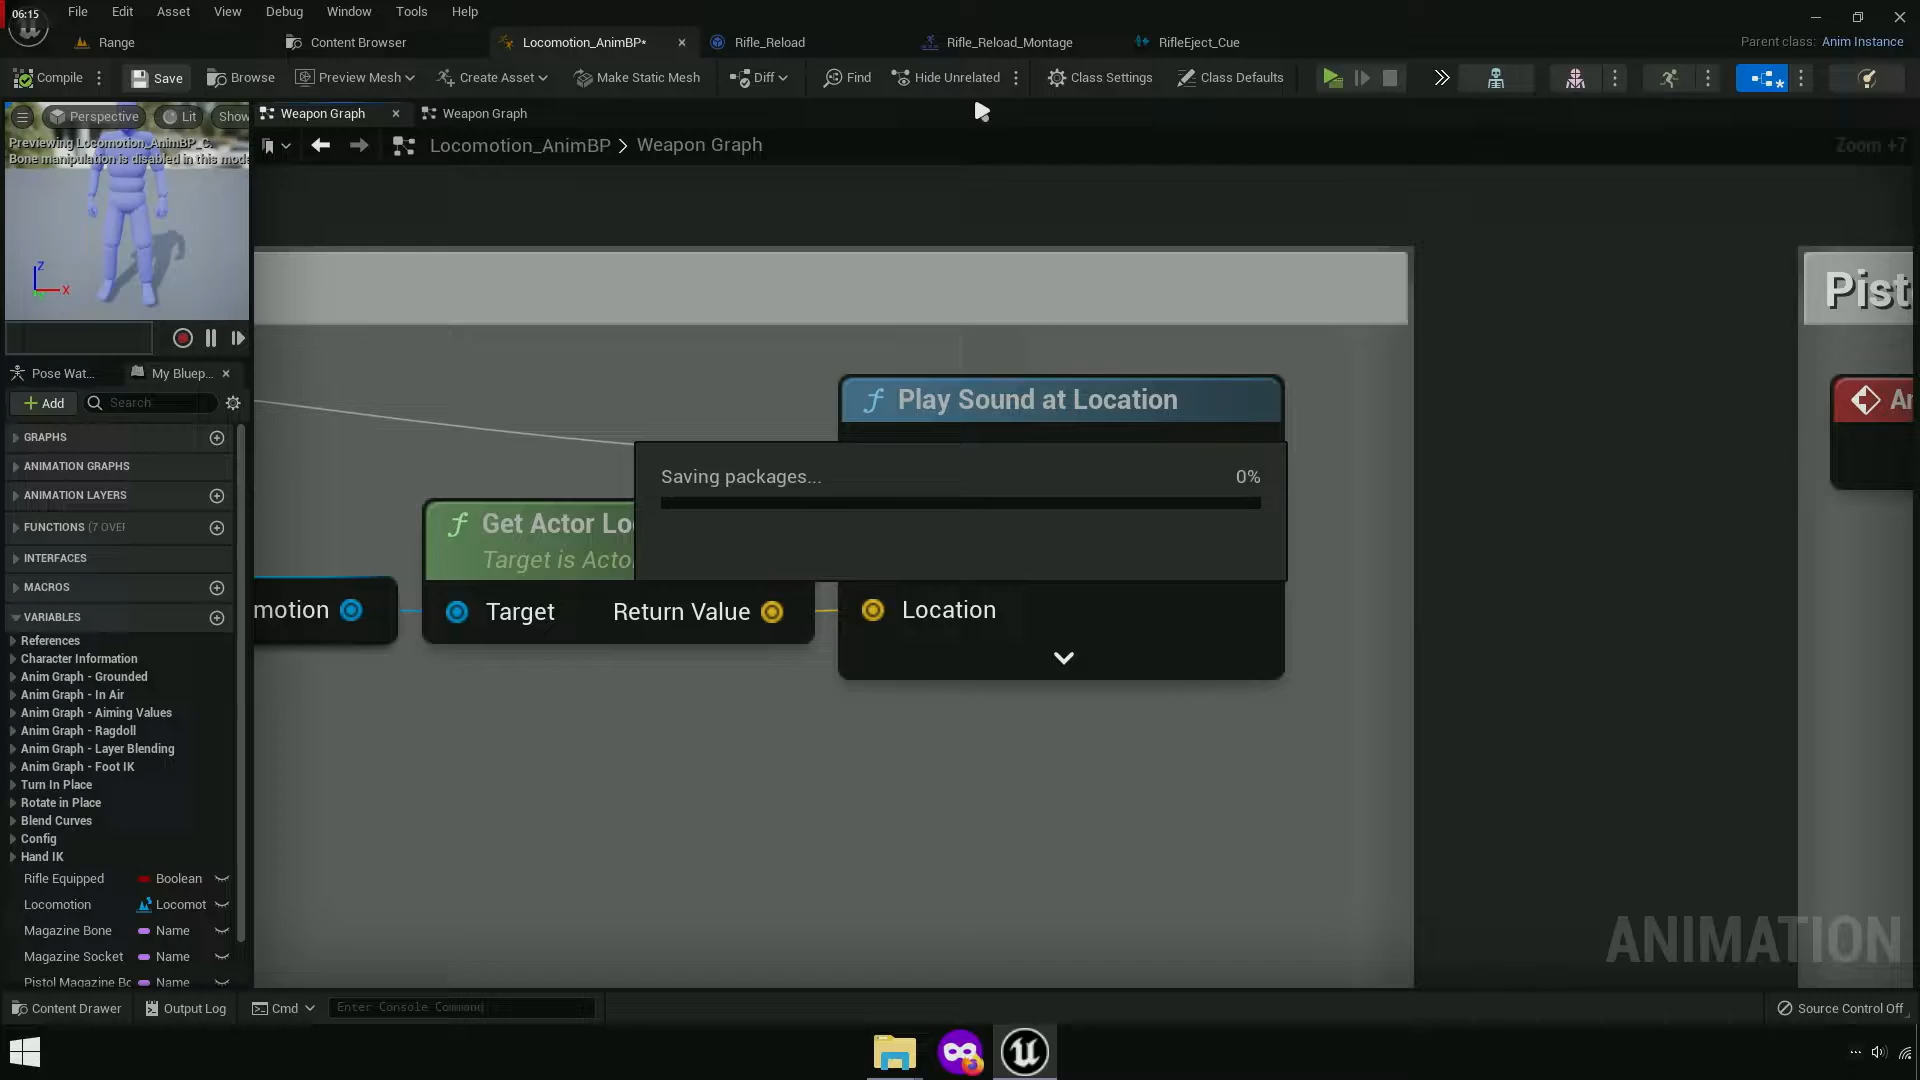 06:15
File Edit Asset View Debug Window Tools Help
Range
Content Browser
Locomotion_AnimBP*
Rifle_Reload
Rifle_Reload_Montage
RifleEject_Cue
Parent class: Anim Instance
Compile
Save
Browse
Preview Mesh
Create Asset
Make Static Mesh
Diff
Find
Hide Unrelated
Class Settings
Class Defaults
Perspective
Lit
Show
Previewing Locomotion_AnimBP_C.
Bone manipulation is disabled in this mode
Z
X
Weapon Graph
Weapon Graph
Locomotion_AnimBP > Weapon Graph
Zoom +7
Pist
Play Sound at Location
Saving packages... 0%
Get Actor Lo
Target is Acto
motion
Target
Return Value
Location
Ar
Pose Wat...
My Bluep...
Add
Search
GRAPHS
ANIMATION GRAPHS
ANIMATION LAYERS
FUNCTIONS (7 OVER
INTERFACES
MACROS
VARIABLES
References
Character Information
Anim Graph - Grounded
Anim Graph - In Air
Anim Graph - Aiming Values
Anim Graph - Ragdoll
Anim Graph - Layer Blending
Anim Graph - Foot IK
Turn In Place
Rotate in Place
Blend Curves
Config
Hand IK
Rifle Equipped Boolean
Locomotion Locomot
Magazine Bone Name
Magazine Socket Name
Pistol Magazine Bo Name
ANIMATION
Content Drawer
Output Log
Cmd
Enter Console Command
Source Control Off